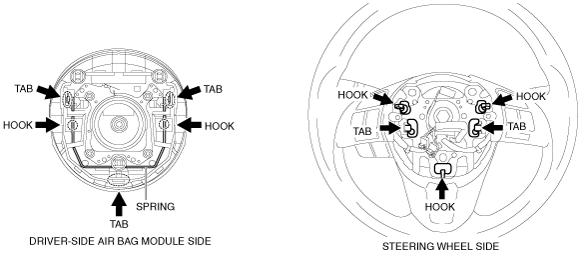 TAB
TAB
HOOK
HOOK
SPRING
TAB
DRIVER-SIDE AIR BAG MODULE SIDE
HOOK
HOOK
TAB
TAB
HOOK
STEERING WHEEL SIDE